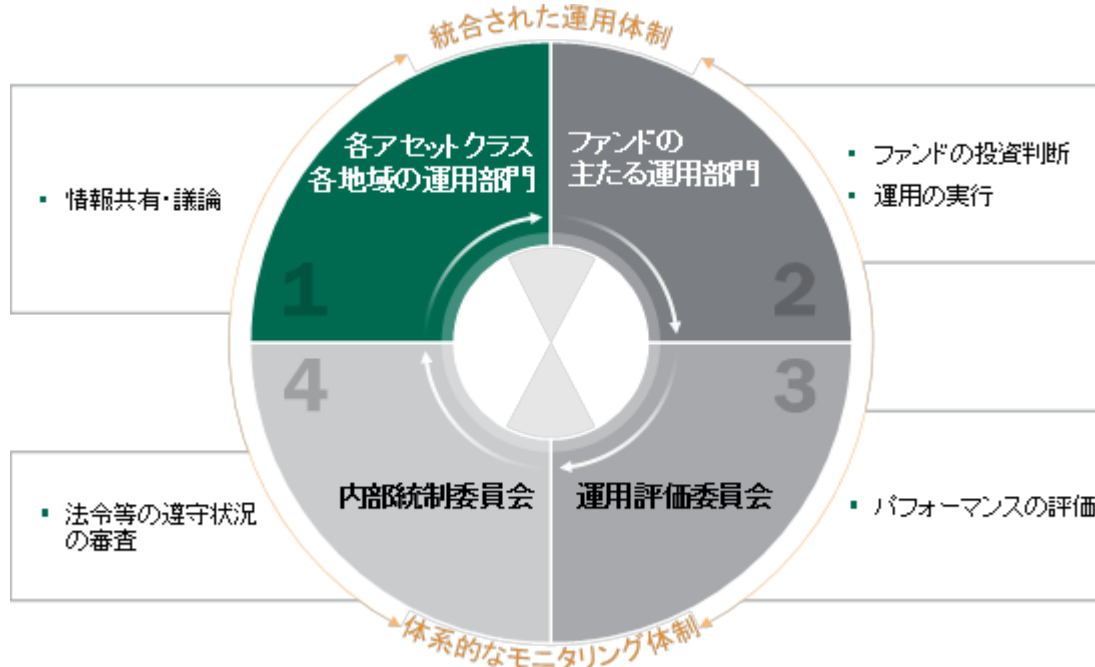 統合された運用体制
各アセットクラス
各地域の運用部門
・情報共有・議論
1
ファンドの
主たる運用部門
▪ ファンドの投資判断
▪ 運用の実行
2
3
運用評価委員会
▪ パフォーマンスの評価
4
内部統制委員会
▪ 法令等の遵守状況
の審査
体系的なモニタリング体制